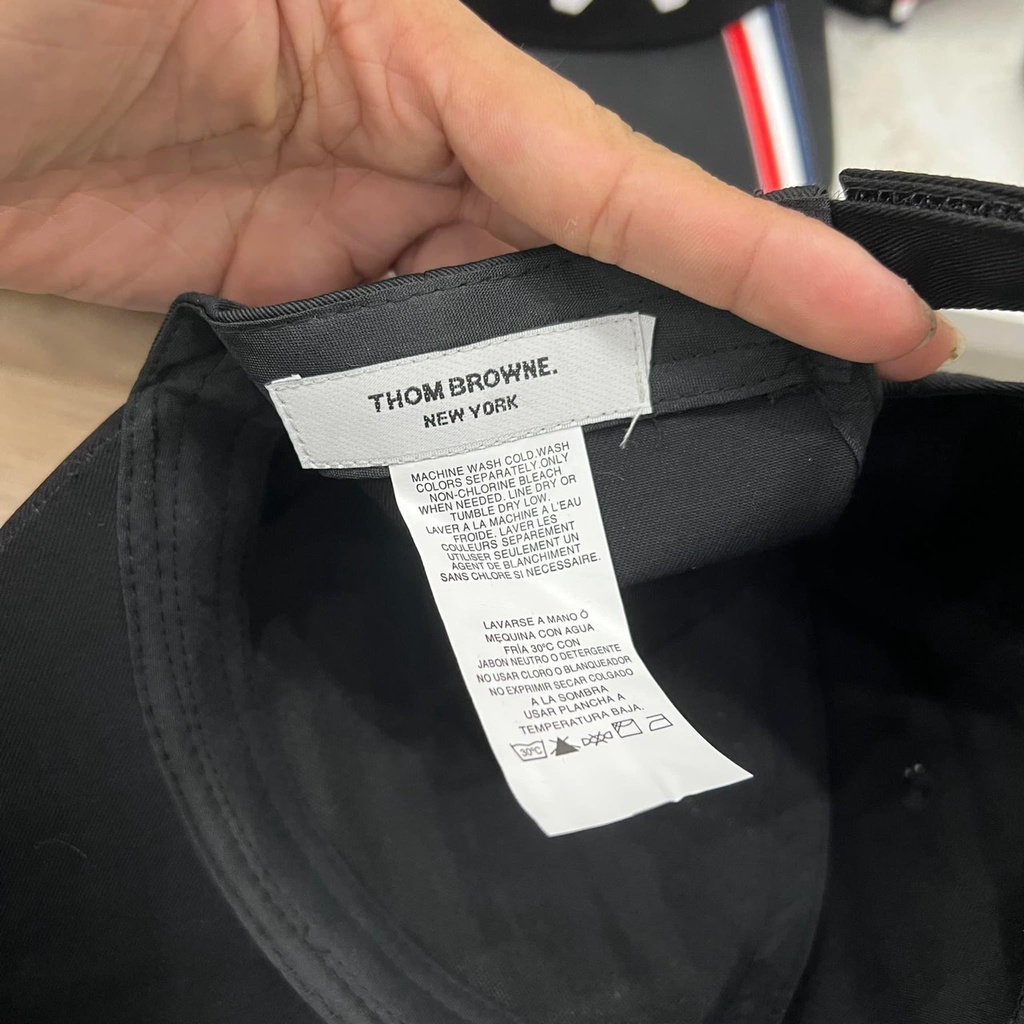 THOM BROWNE.
NEW YORK
MACHINE WASH COLD.WASH
COLORS SEPARATELY,ONLY
NON-CHLORINE BLEACH
WHEN NEEDED. LINE DRY OR
TUMBLE DRY LOW.
LAVER A LA MACHINE A L'EAU
FROIDE. LAVER LES
COULEURS SEPAREMENT
UTILISER SEULEMENT UN
AGENT DE BLANCHIMENT
SANS CHLORE SI NECESSAIRE.
LAVARSE A MANO Ó
MEQUINA CON AGUA
FRÍA 30ºC CON
JABON NEUTRO O DETERGENTE
NO USAR CLORO O BLANQUEADOR
NO EXPRIMIR SECAR COLGADO
A LA SOMBRA
USAR PLANCHA A
TEMPERATURA BAJA.
30ºC